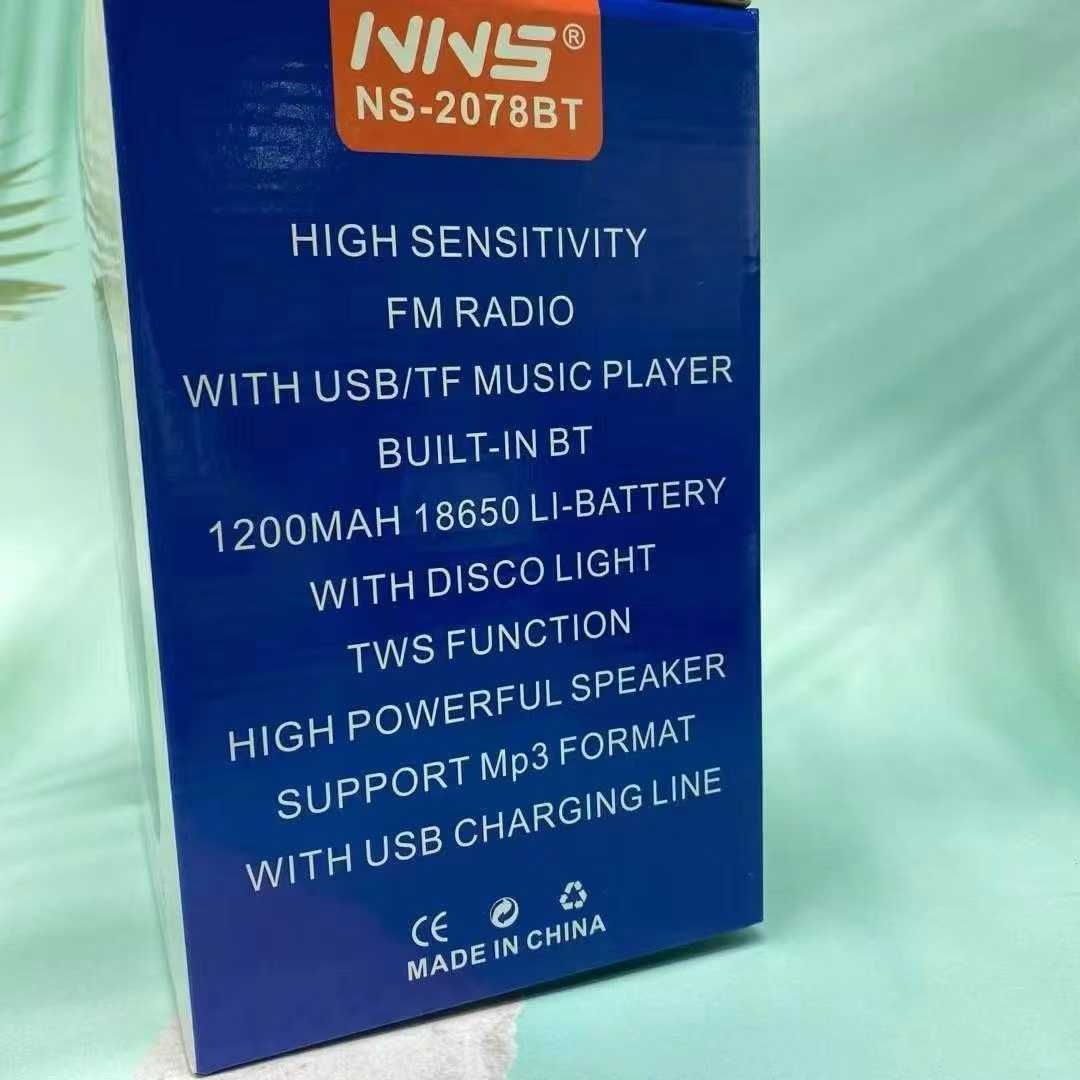 NNS®
NS-2078BT
HIGH SENSITIVITY
FM RADIO
WITH USB/TF MUSIC PLAYER
BUILT-IN BT
1200MAH 18650 LI-BATTERY
WITH DISCO LIGHT
TWS FUNCTION
HIGH POWERFUL SPEAKER
SUPPORT Mp3 FORMAT
WITH USB CHARGING LINE
CE
MADE IN CHINA